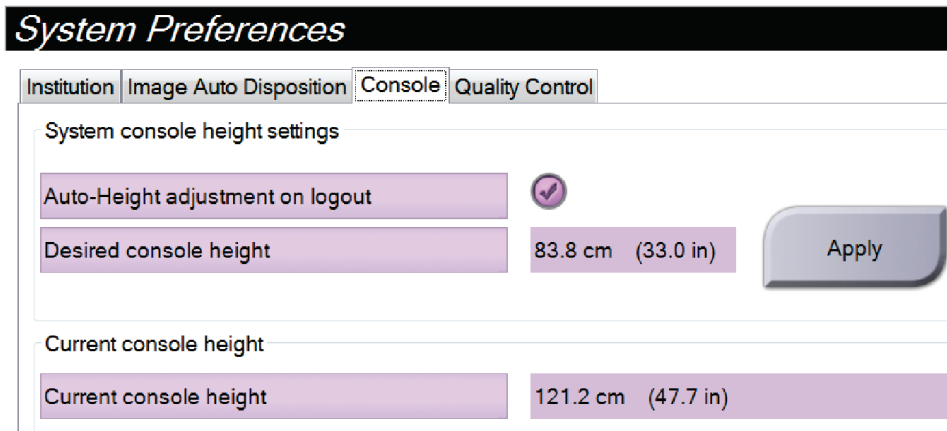 System Preferences
Institution Image Auto Disposition Console Quality Control
System console height settings
Auto-Height adjustment on logout
Desired console height 83.8 cm (33.0 in) Apply
Current console height
Current console height 121.2 cm (47.7 in)